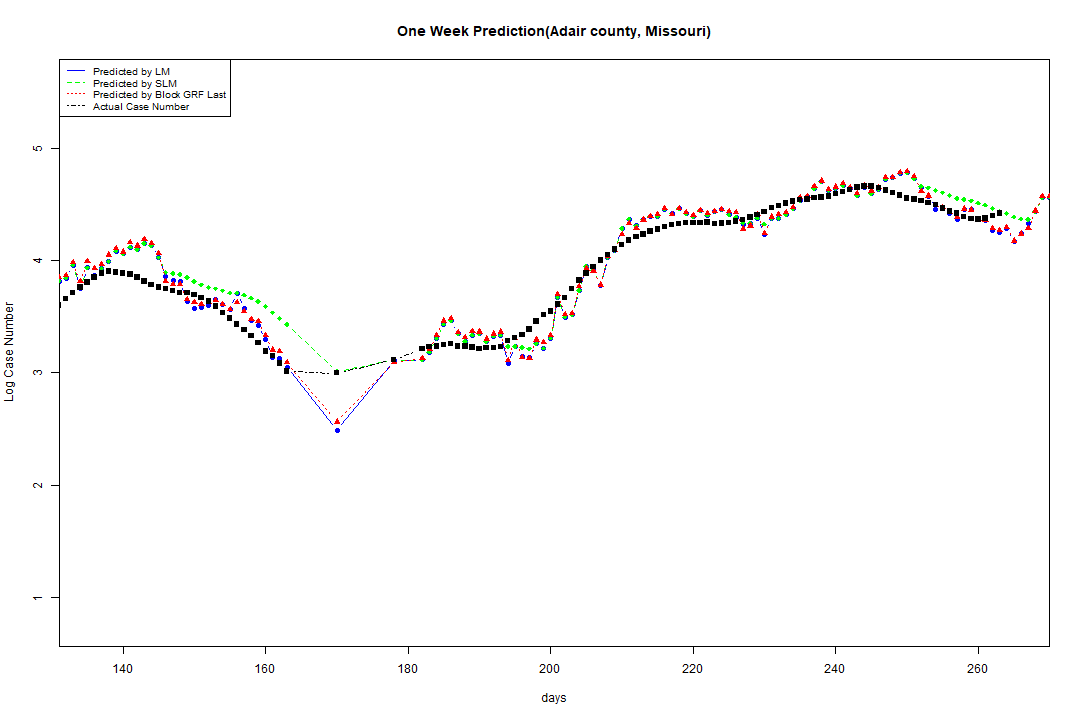 One Week Prediction(Adair county, Missouri)
Predicted by LM
Predicted by SLM
Predicted by Block GRF Last
Actual Case Number
Log Case Number
5
4
3
2
1
140 160 180 200 220 240 260
days